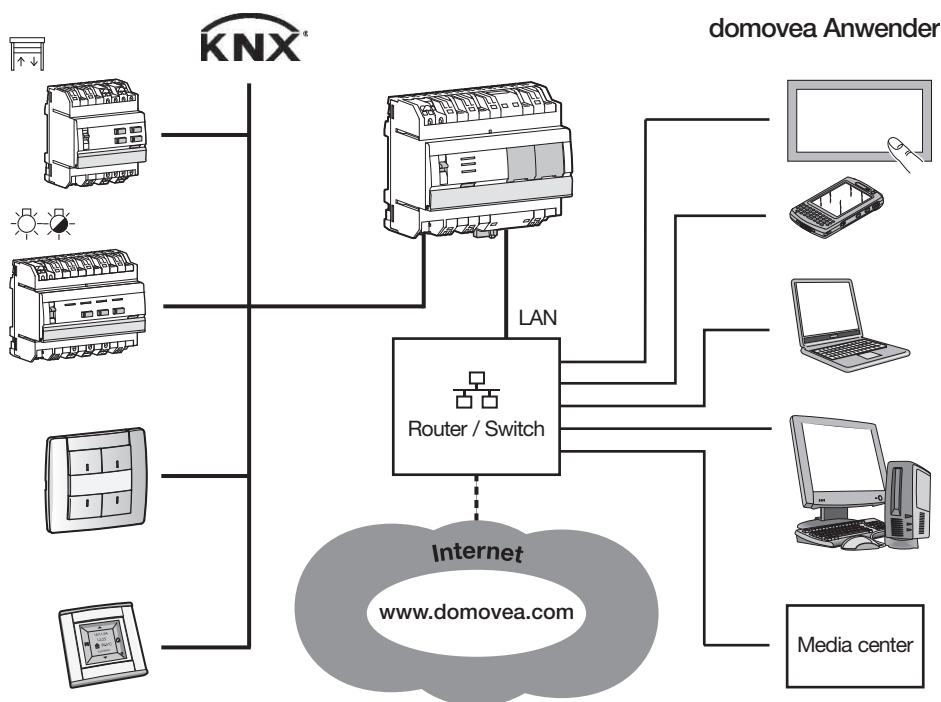 KNX
domovea Anwender
LAN
Router / Switch
Internet
www.domovea.com
Media center